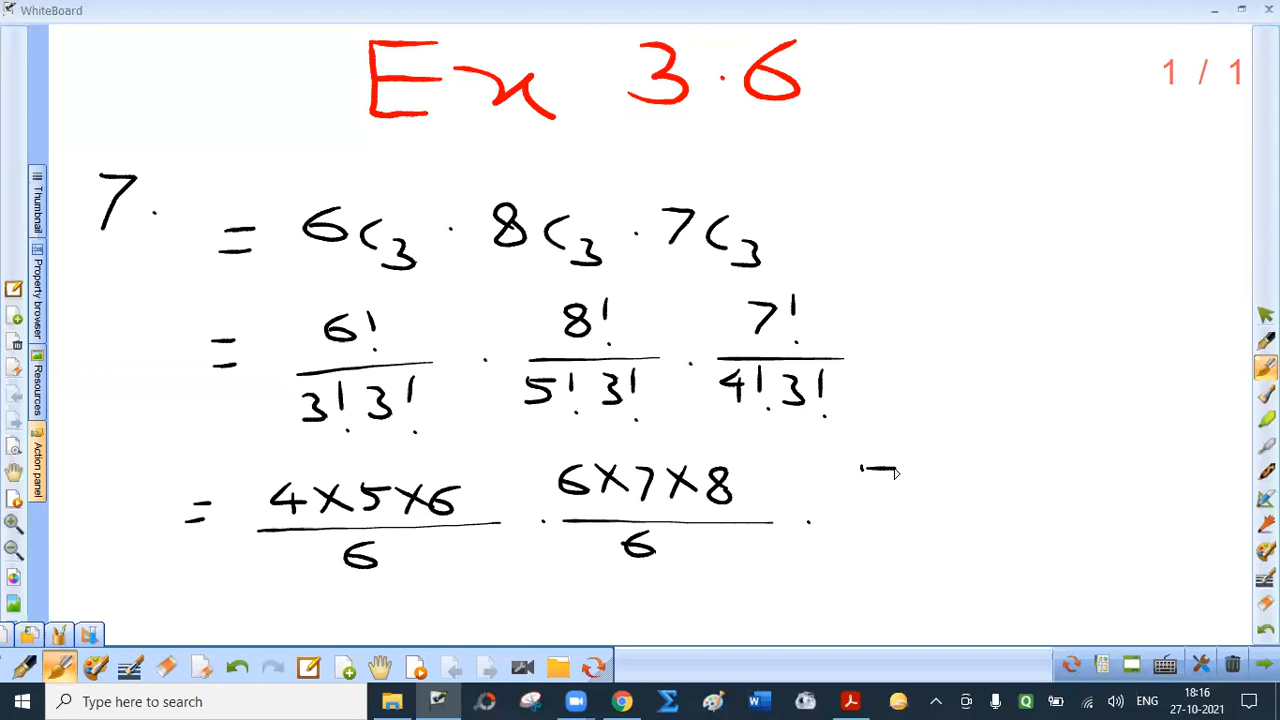 WhiteBoard
Ex 3.6
1 / 1
7. = 6C₃ . 8C₃ . 7C₃
= 6!/3! 3! . 8!/5! 3! . 7!/4! 3!
= 4×5×6/6 . 6×7×8/6 .
Thumbnail
Property browser
Resources
Action panel
Type here to search
ENG
18:16
27-10-2021